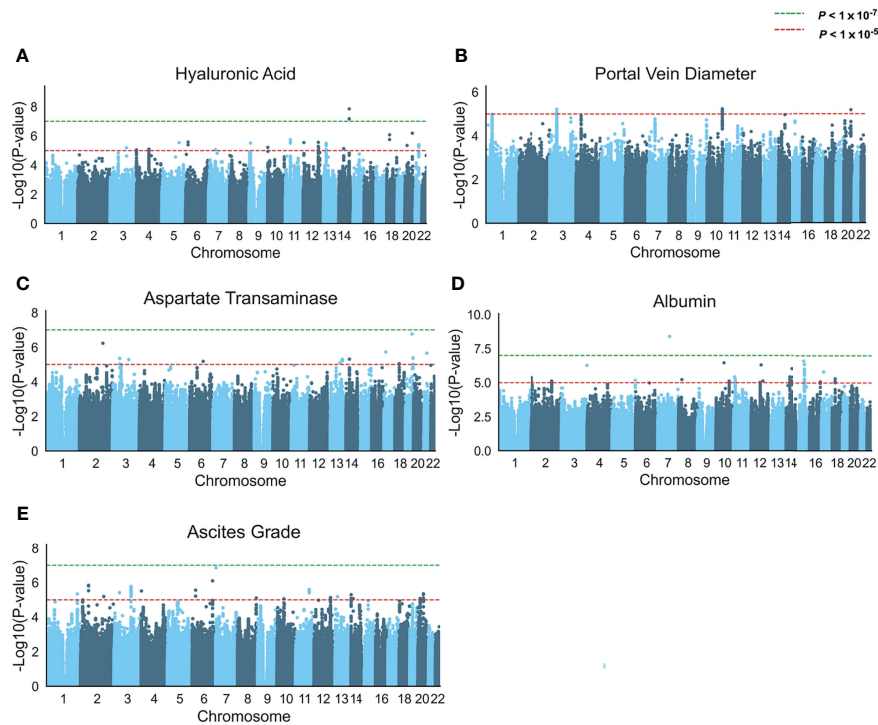 P < 1 x 10⁻⁷
P < 1 x 10⁻⁵
A
Hyaluronic Acid
8
6
4
2
0
-Log10(P-value)
1 2 3 4 5 6 7 8 9 10 11 12 13 14 16 18 20 22
Chromosome
B
Portal Vein Diameter
6
4
2
0
-Log10(P-value)
1 2 3 4 5 6 7 8 9 10 11 12 13 14 16 18 20 22
Chromosome
C
Aspartate Transaminase
8
6
4
2
0
-Log10(P-value)
1 2 3 4 5 6 7 8 9 10 11 12 13 14 16 18 20 22
Chromosome
D
Albumin
10.0
7.5
5.0
2.5
0.0
-Log10(P-value)
1 2 3 4 5 6 7 8 9 10 11 12 14 16 18 20 22
Chromosome
E
Ascites Grade
8
6
4
2
0
-Log10(P-value)
1 2 3 4 5 6 7 8 9 10 11 12 13 14 16 18 20 22
Chromosome